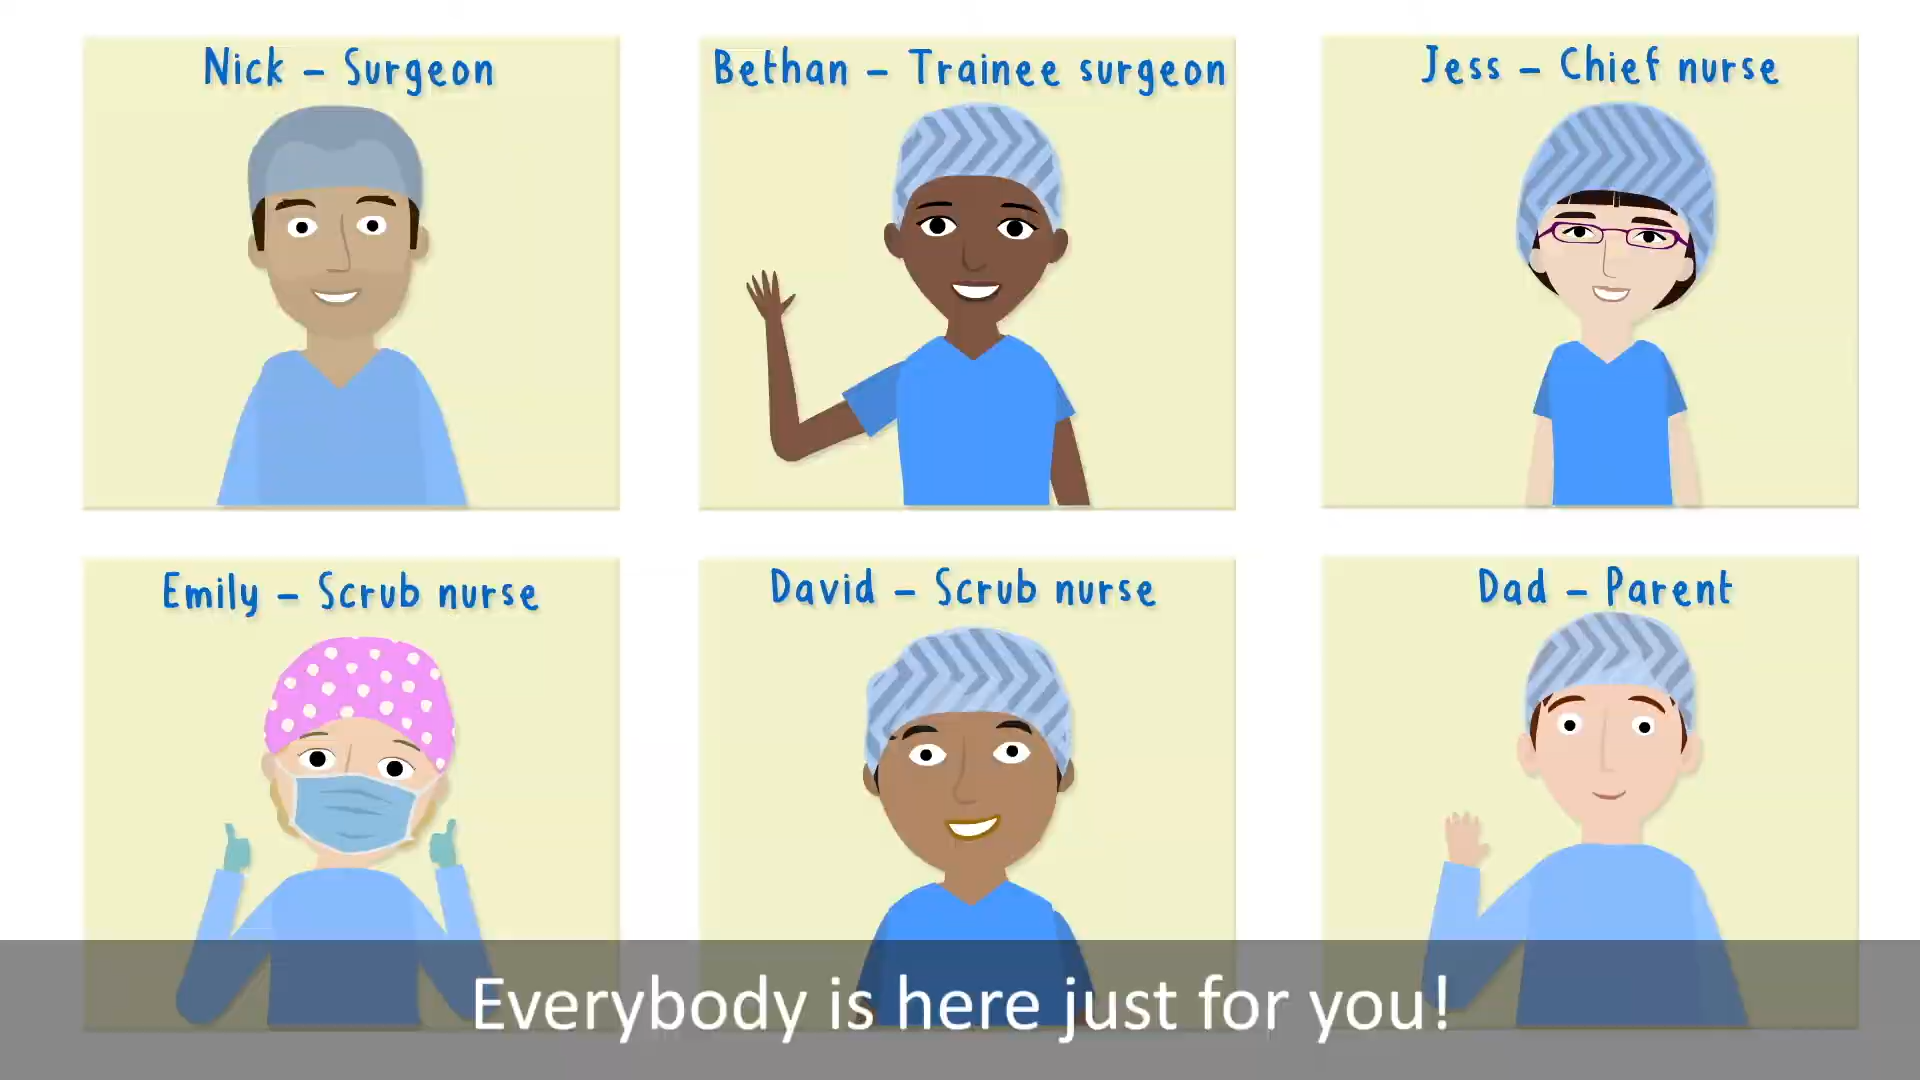 Nick – Surgeon
Bethan – Trainee surgeon
Jess – Chief nurse
Emily – Scrub nurse
David – Scrub nurse
Dad – Parent
Everybody is here just for you!